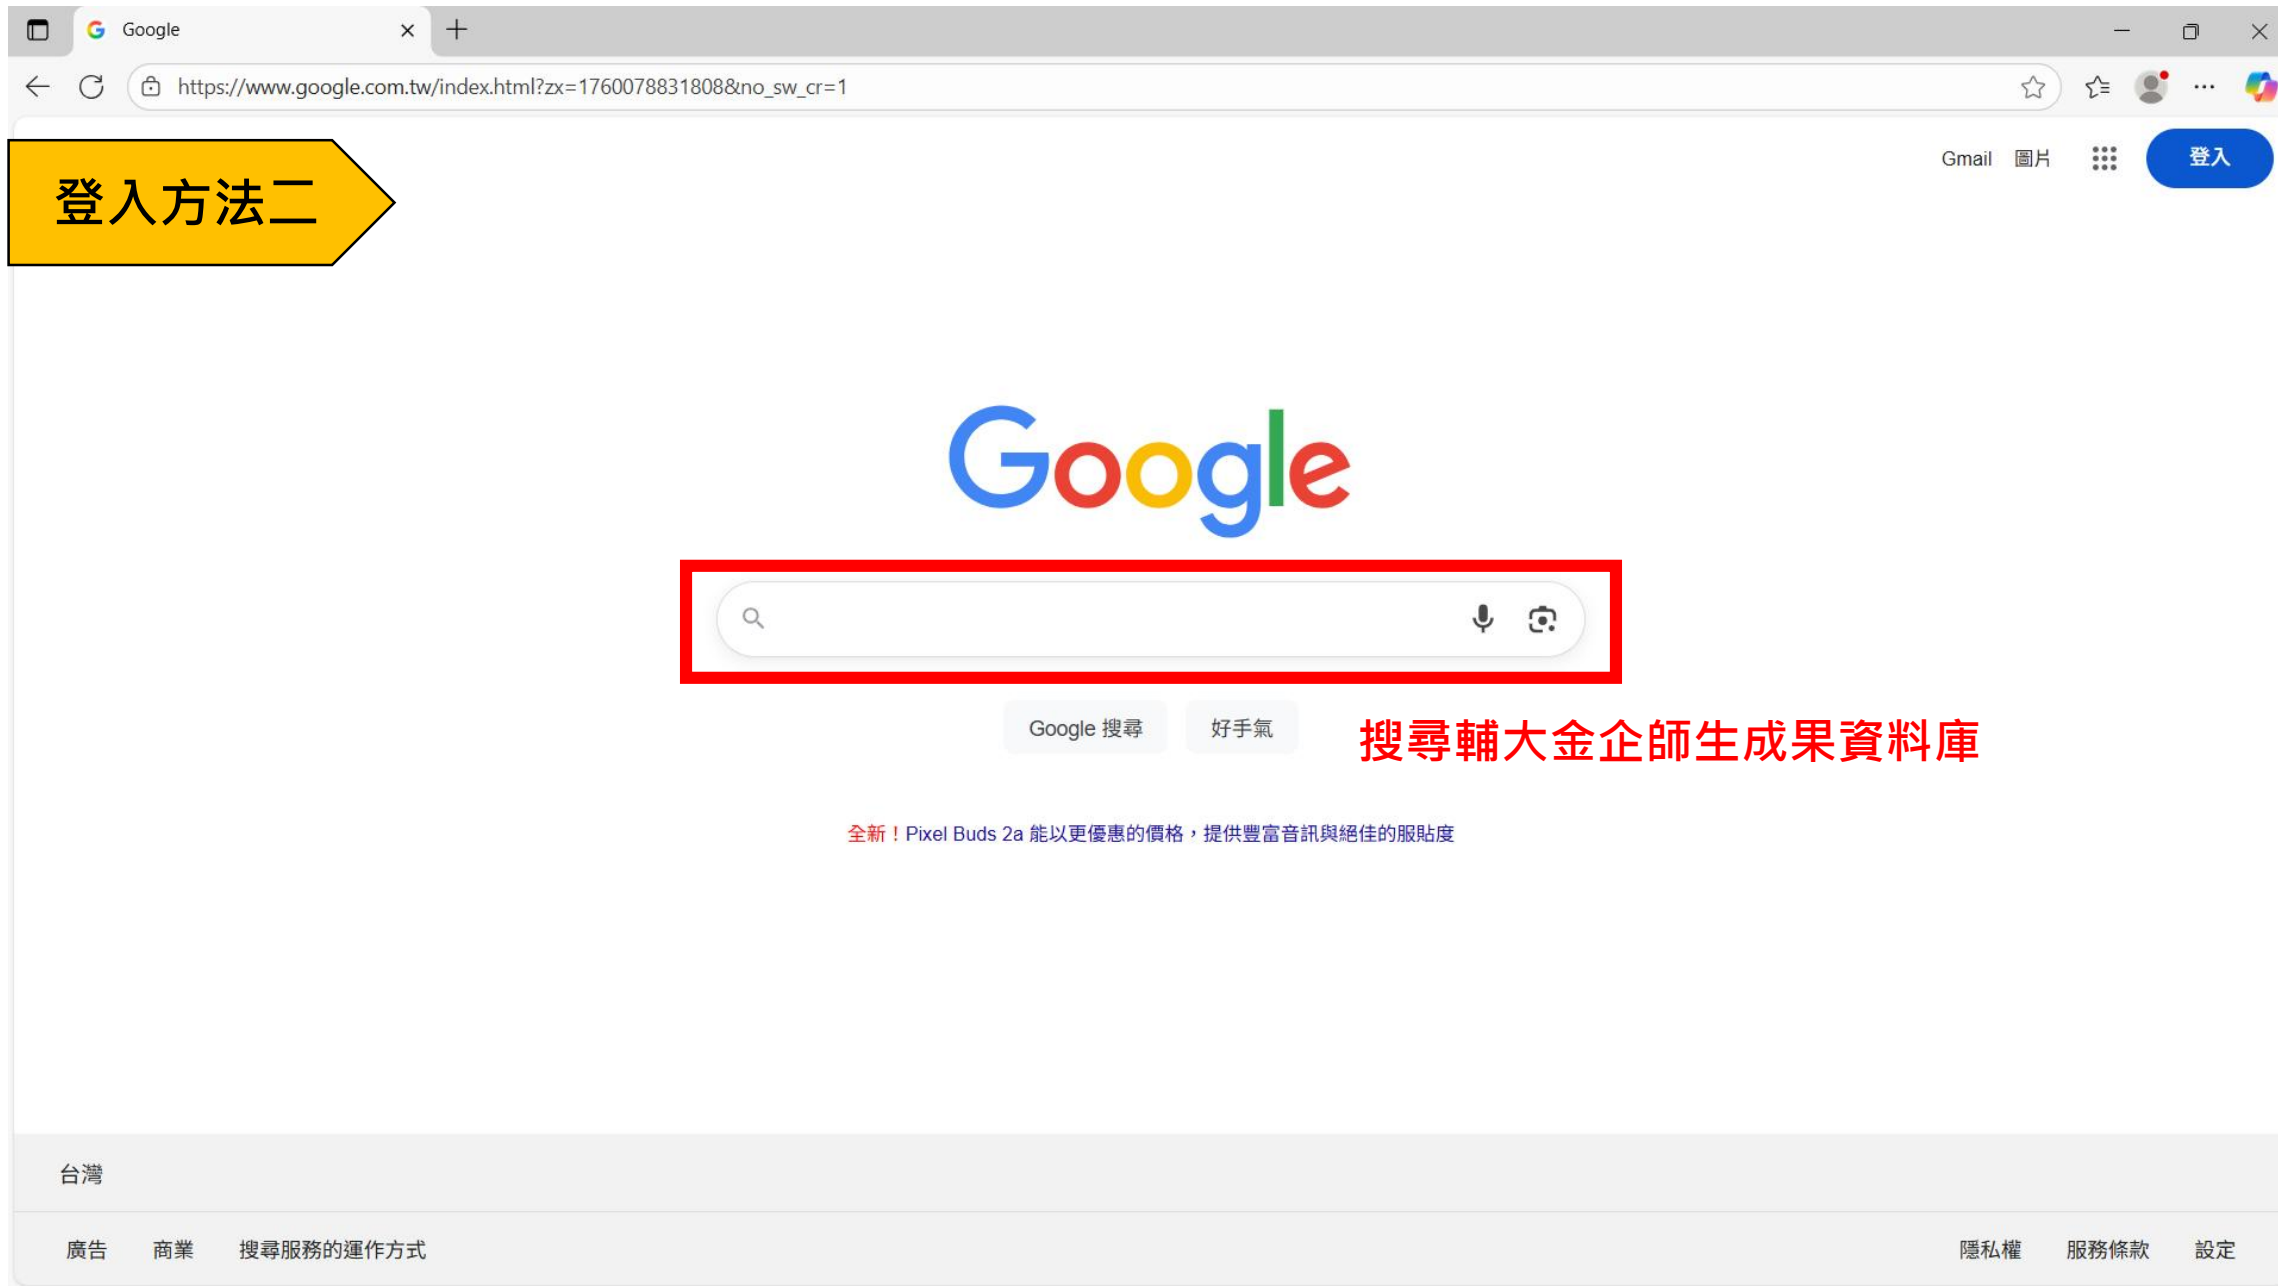 Google
https://www.google.com.tw/index.html?zx=1760078831808&no_sw_cr=1
Gmail 圖片 登入
登入方法二
Google
Google 搜尋 好手氣
搜尋輔大金企師生成果資料庫
全新！Pixel Buds 2a 能以更優惠的價格，提供豐富音訊與絕佳的服貼度
台灣
廣告 商業 搜尋服務的運作方式 隱私權 服務條款 設定